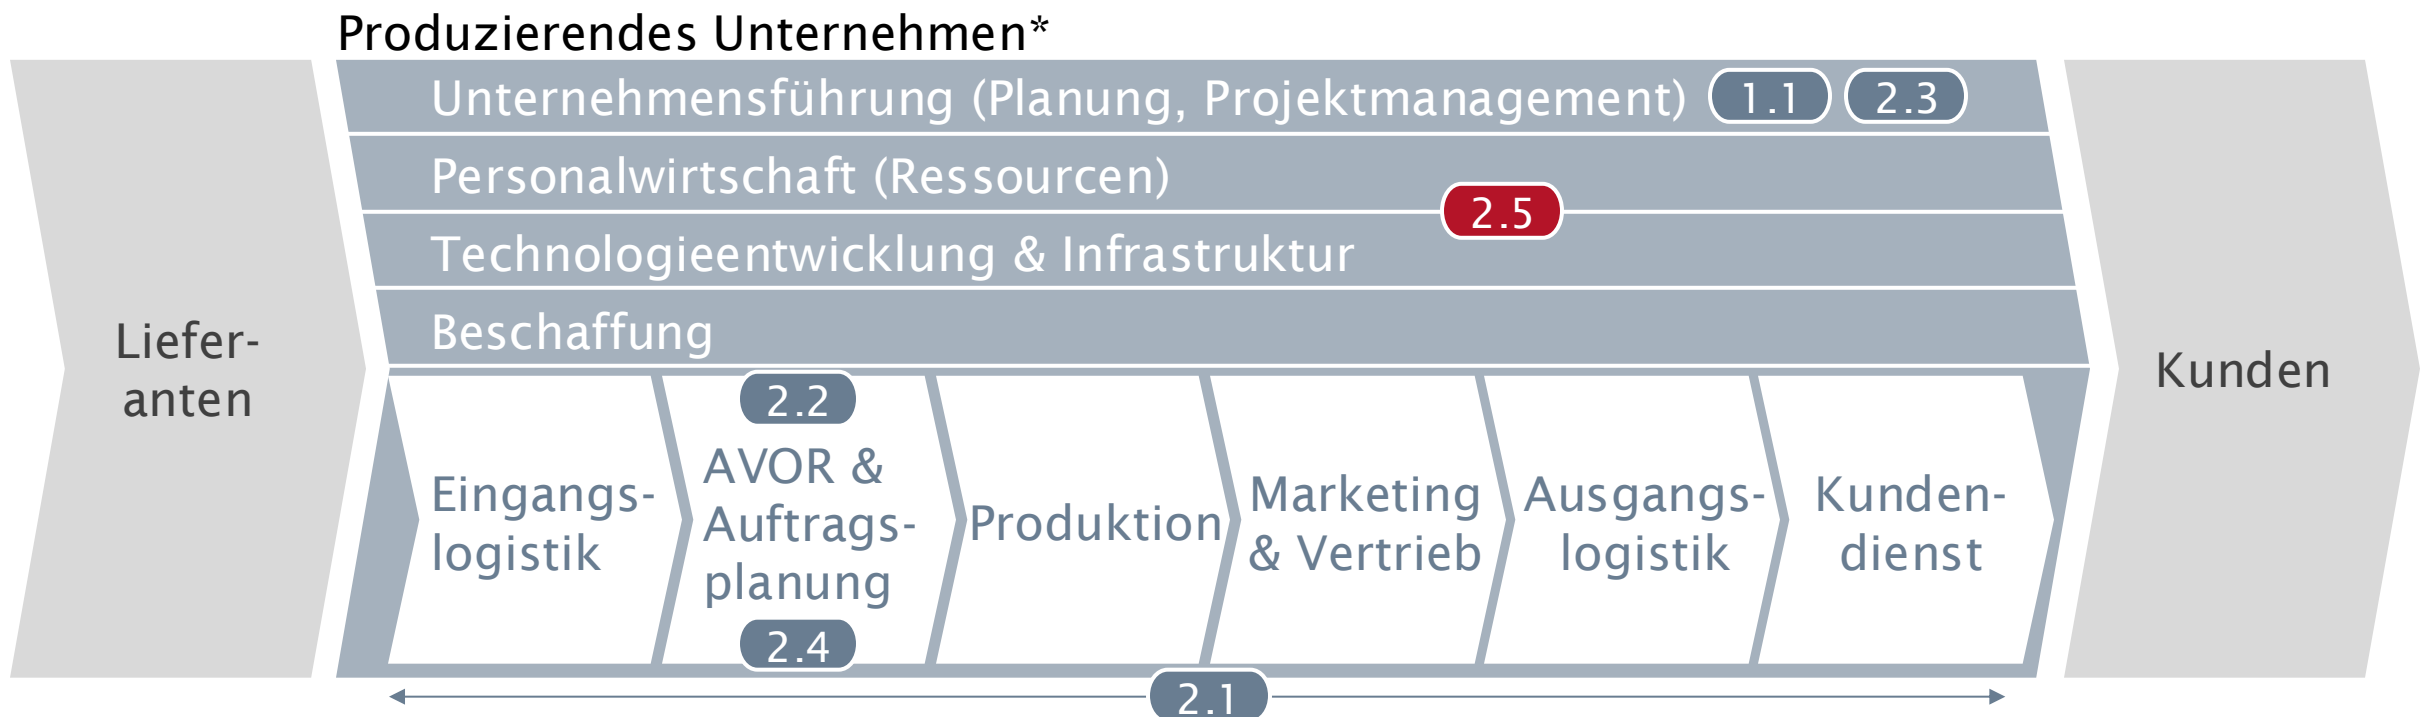 Produzierendes Unternehmen*
Unternehmensführung (Planung, Projektmanagement) 1.1 2.3
Personalwirtschaft (Ressourcen)
2.5
Technologieentwicklung & Infrastruktur
Beschaffung
Liefer-
anten
2.2
AVOR &
Auftrags-
planung
2.4
Eingangs-
logistik
Produktion
Marketing
& Vertrieb
Ausgangs-
logistik
Kunden-
dienst
Kunden
2.1